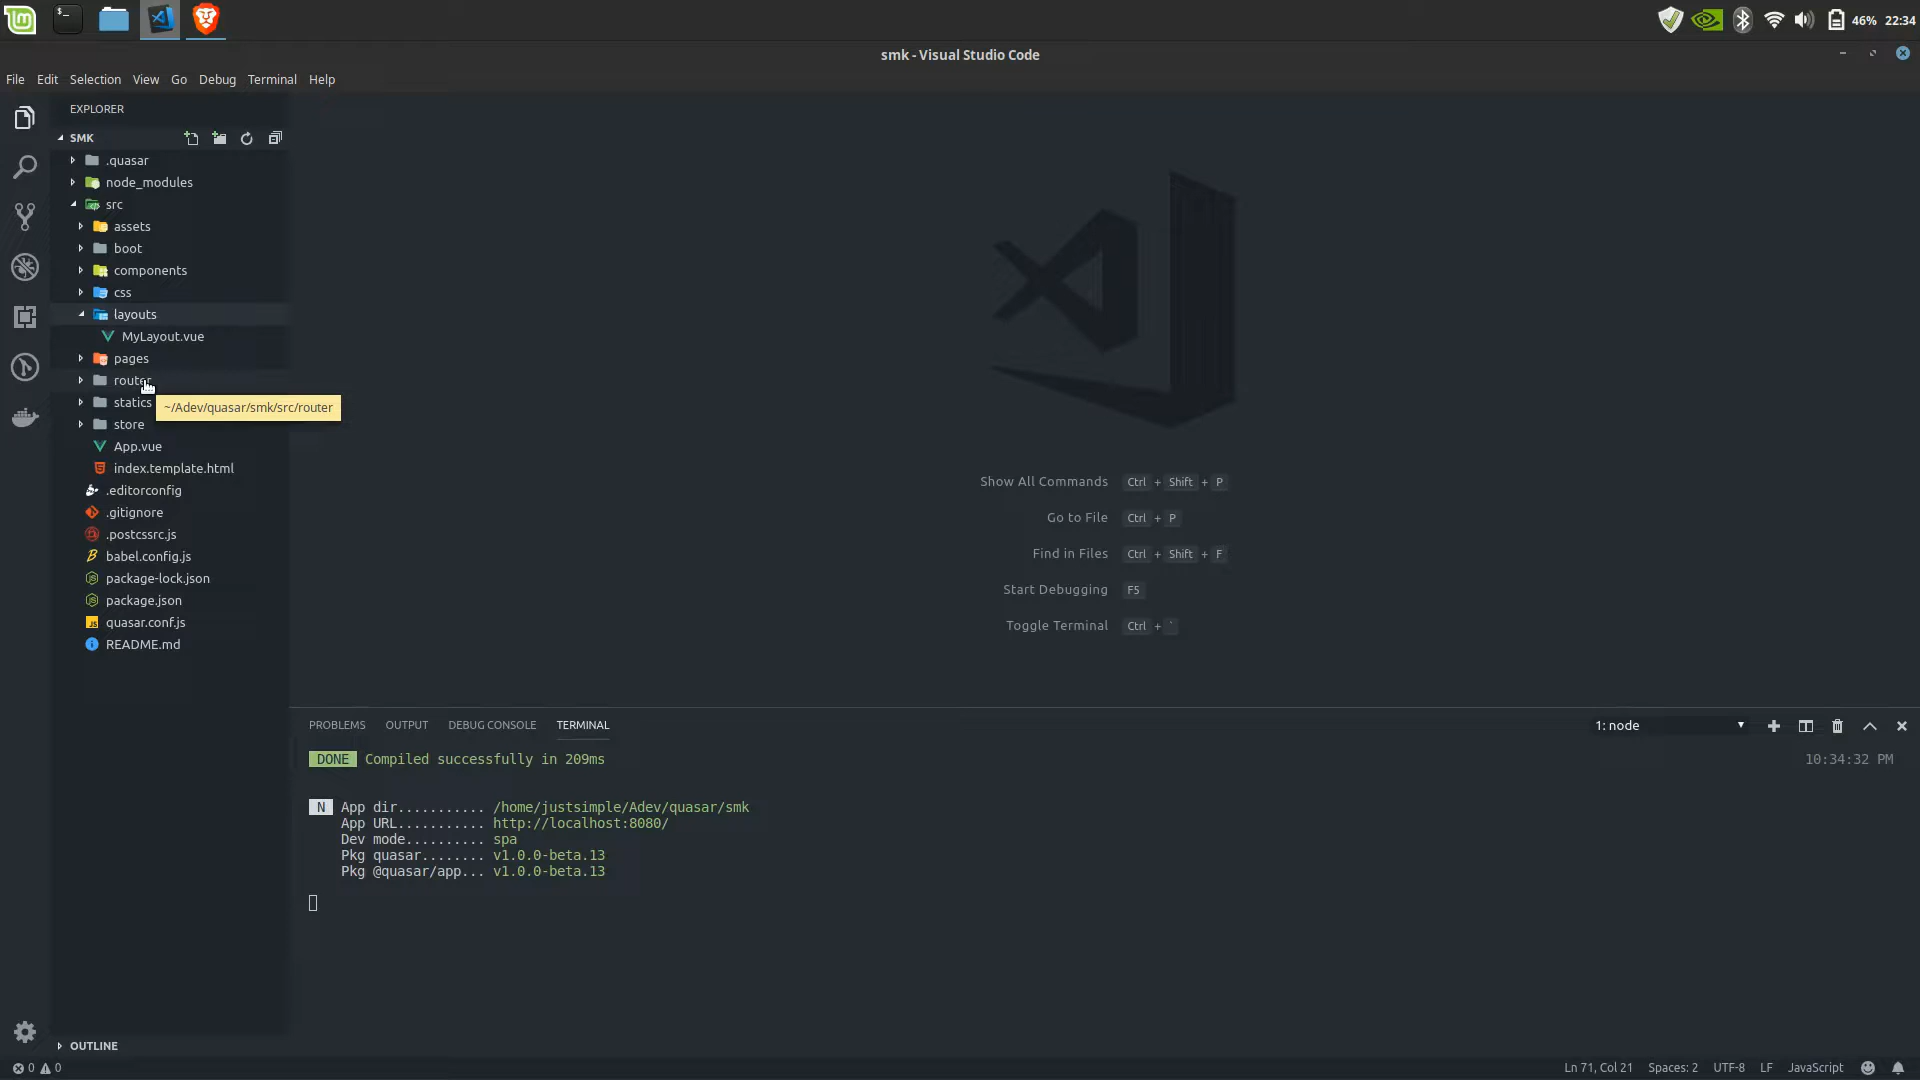 46% 22:34
smk - Visual Studio Code
File Edit Selection View Go Debug Terminal Help
EXPLORER
SMK
.quasar
node_modules
src
assets
boot
components
css
layouts
MyLayout.vue
pages
router
statics
~/Adev/quasar/smk/src/router
store
App.vue
index.template.html
.editorconfig
.gitignore
.postcssrc.js
babel.config.js
package-lock.json
package.json
quasar.conf.js
README.md
OUTLINE
Show All Commands Ctrl + Shift + P
Go to File Ctrl + P
Find in Files Ctrl + Shift + F
Start Debugging F5
Toggle Terminal Ctrl + `
PROBLEMS OUTPUT DEBUG CONSOLE TERMINAL 1: node
DONE Compiled successfully in 209ms 10:34:32 PM
N App dir........... /home/justsimple/Adev/quasar/smk
App URL........... http://localhost:8080/
Dev mode.......... spa
Pkg quasar........ v1.0.0-beta.13
Pkg @quasar/app... v1.0.0-beta.13
0 0 Ln 71, Col 21 Spaces: 2 UTF-8 LF JavaScript